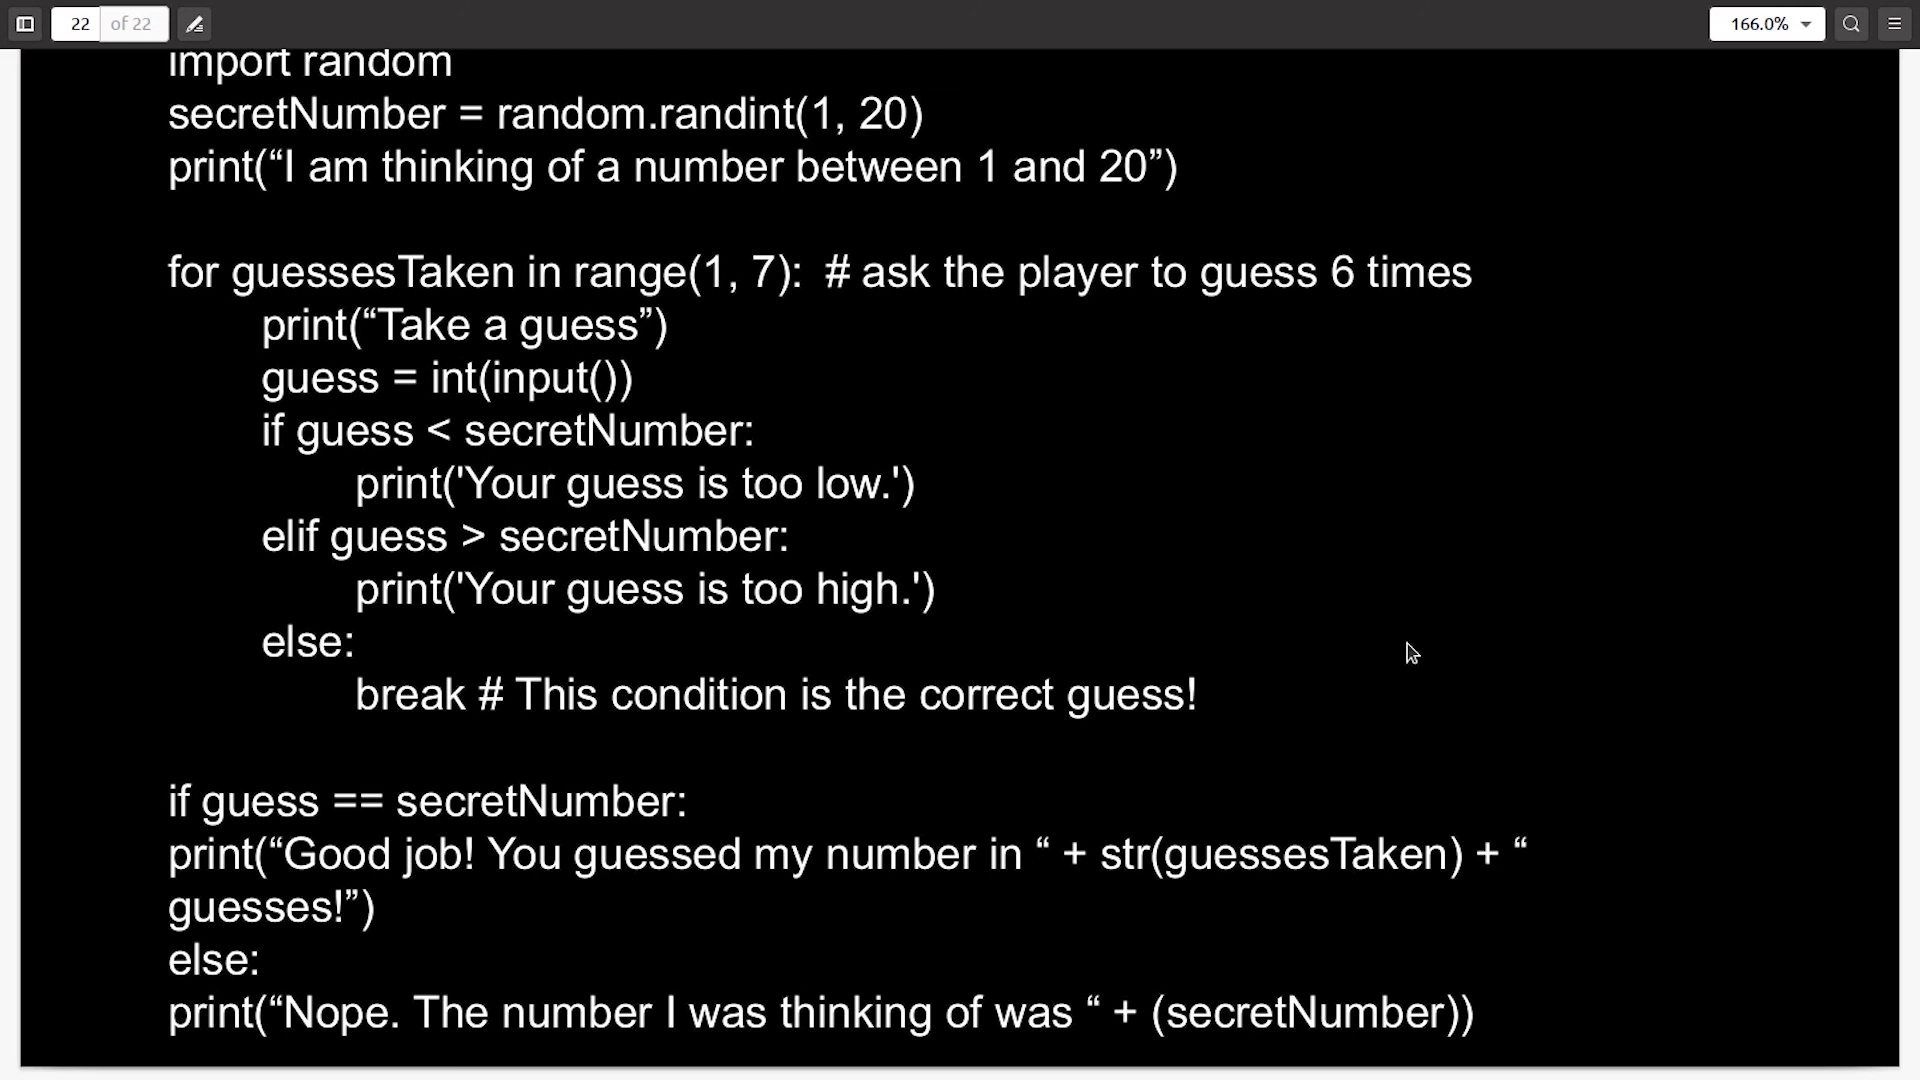 22 of 22 166.0%
import random
secretNumber = random.randint(1, 20)
print(“I am thinking of a number between 1 and 20”)
for guessesTaken in range(1, 7): # ask the player to guess 6 times
print(“Take a guess”)
guess = int(input())
if guess < secretNumber:
print('Your guess is too low.')
elif guess > secretNumber:
print('Your guess is too high.')
else:
break # This condition is the correct guess!
if guess == secretNumber:
print(“Good job! You guessed my number in “ + str(guessesTaken) + “
guesses!”)
else:
print(“Nope. The number I was thinking of was “ + (secretNumber))